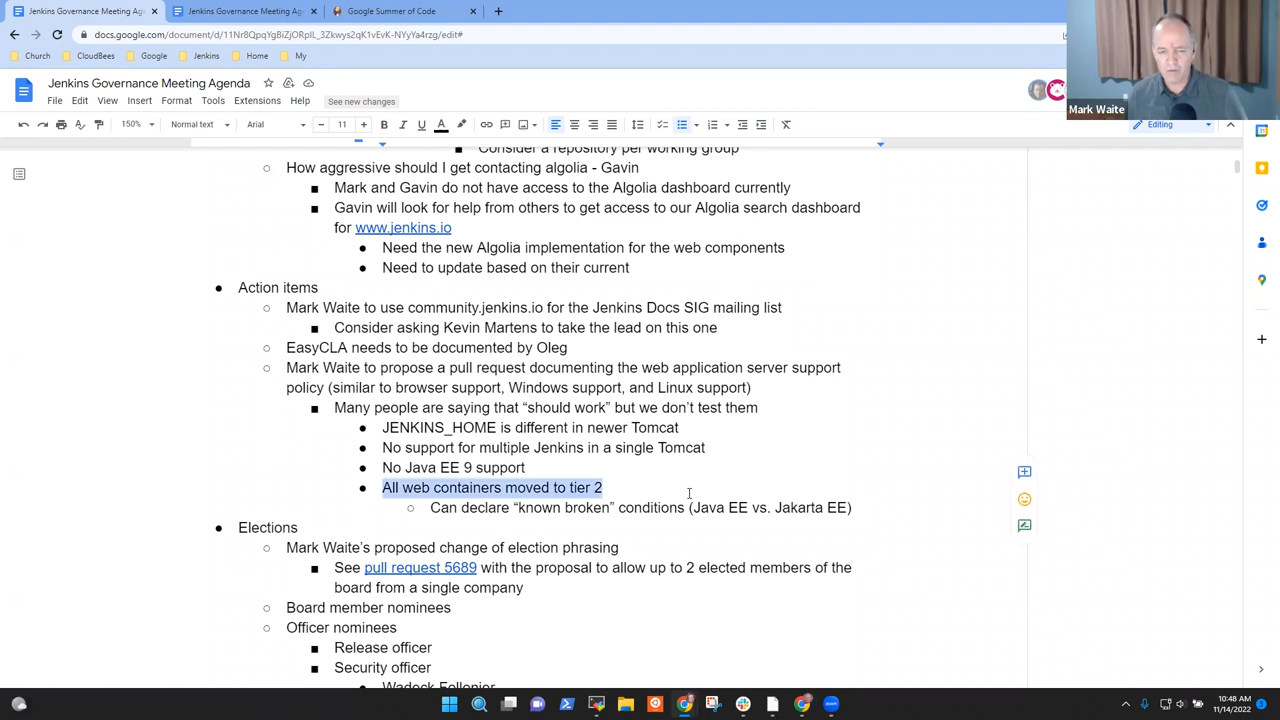 Jenkins Governance Meeting Ag
Jenkins Governance Meeting Ag
Google Summer of Code
docs.google.com/document/d/11Nr8QpqYgBiZjORpIL_3Zkwys2qK1vEvK-NYyYa4rzg/edit#
Church
CloudBees
Google
Jenkins
Home
My
Jenkins Governance Meeting Agenda
File Edit View Insert Format Tools Extensions Help See new changes
Mark Waite
150% Normal text Arial 11 B I U A Editing
Consider a repository per working group
How aggressive should I get contacting algolia - Gavin
Mark and Gavin do not have access to the Algolia dashboard currently
Gavin will look for help from others to get access to our Algolia search dashboard
for www.jenkins.io
Need the new Algolia implementation for the web components
Need to update based on their current
Action items
Mark Waite to use community.jenkins.io for the Jenkins Docs SIG mailing list
Consider asking Kevin Martens to take the lead on this one
EasyCLA needs to be documented by Oleg
Mark Waite to propose a pull request documenting the web application server support
policy (similar to browser support, Windows support, and Linux support)
Many people are saying that “should work” but we don’t test them
JENKINS_HOME is different in newer Tomcat
No support for multiple Jenkins in a single Tomcat
No Java EE 9 support
All web containers moved to tier 2
Can declare “known broken” conditions (Java EE vs. Jakarta EE)
Elections
Mark Waite’s proposed change of election phrasing
See pull request 5689 with the proposal to allow up to 2 elected members of the
board from a single company
Board member nominees
Officer nominees
Release officer
Security officer
Wadeck Follonier
10:48 AM
11/14/2022